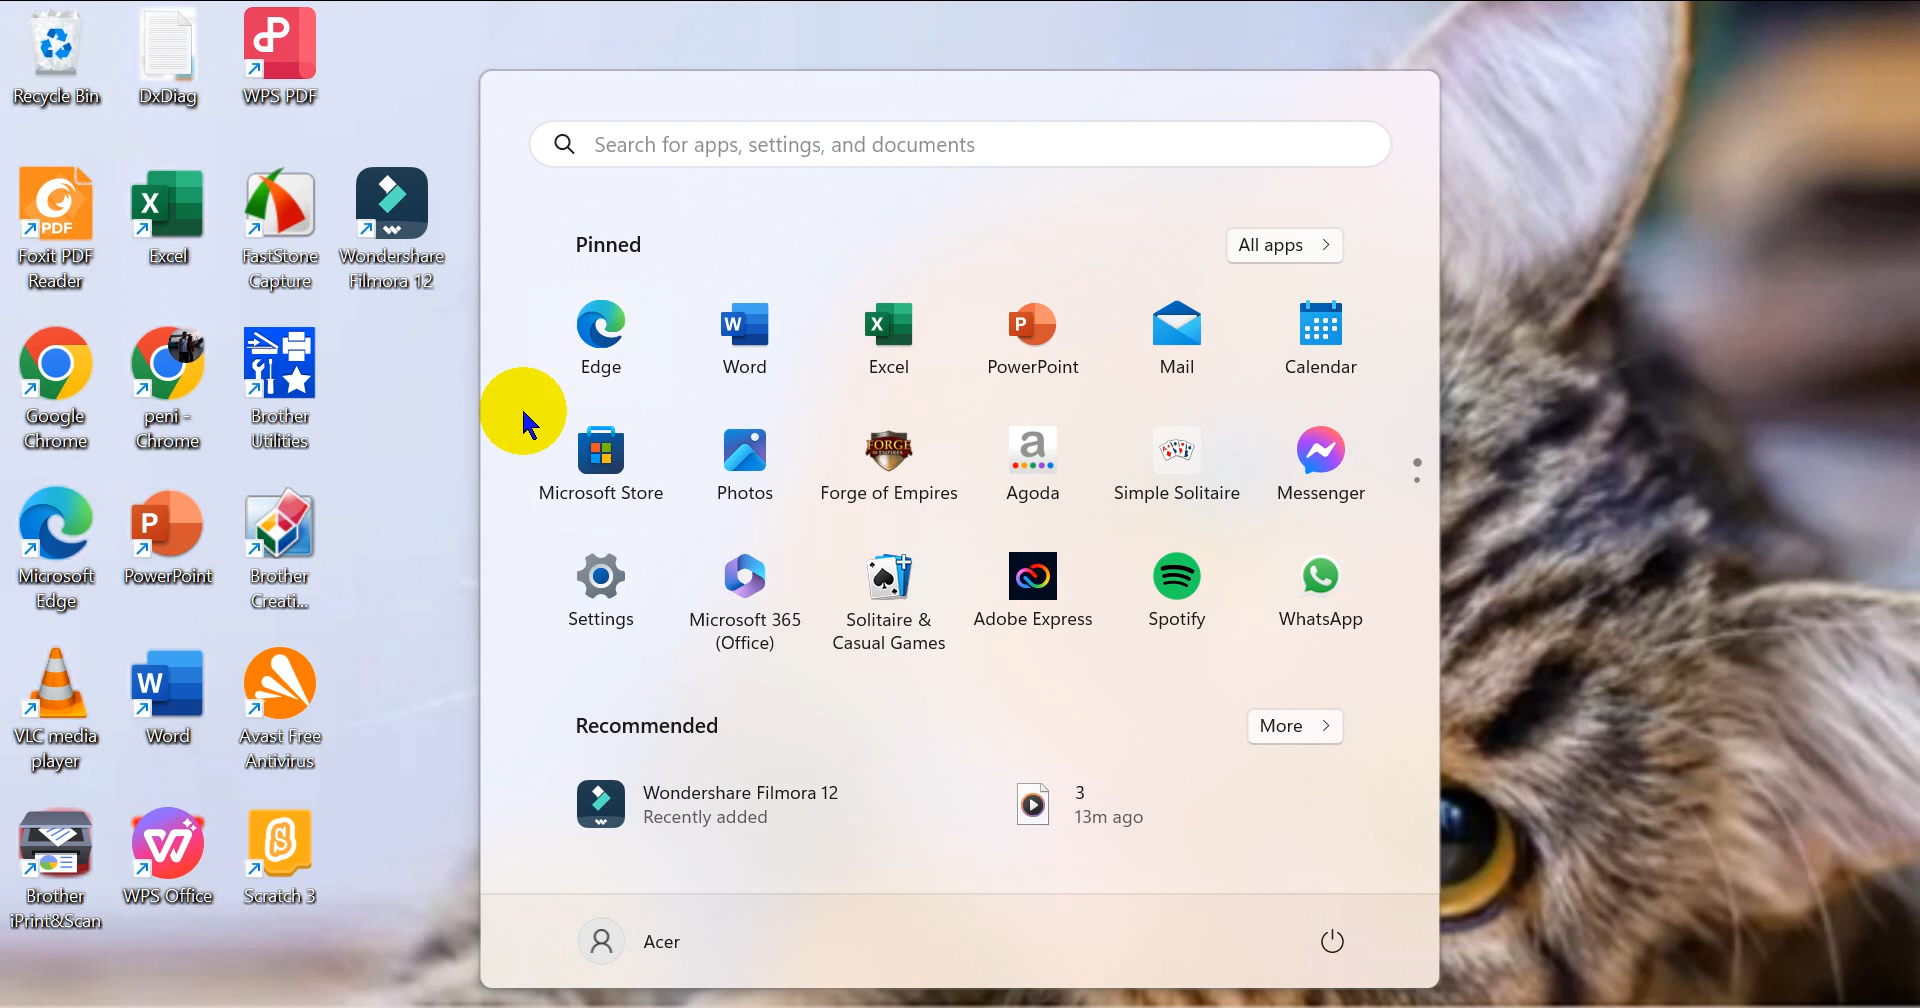 Recycle Bin
DxDiag
WPS PDF
Foxit PDF
Reader
Excel
FastStone
Capture
Wondershare
Filmora 12
Google
Chrome
peni -
Chrome
Brother
Utilities
Microsoft
Edge
PowerPoint
Brother
Creati...
VLC media
player
Word
Avast Free
Antivirus
Brother
iPrint&Scan
WPS Office
Scratch 3
Search for apps, settings, and documents
Pinned
All apps
Edge
Word
Excel
PowerPoint
Mail
Calendar
Microsoft Store
Photos
Forge of Empires
Agoda
Simple Solitaire
Messenger
Settings
Microsoft 365
(Office)
Solitaire &
Casual Games
Adobe Express
Spotify
WhatsApp
Recommended
More
Wondershare Filmora 12
Recently added
3
13m ago
Acer